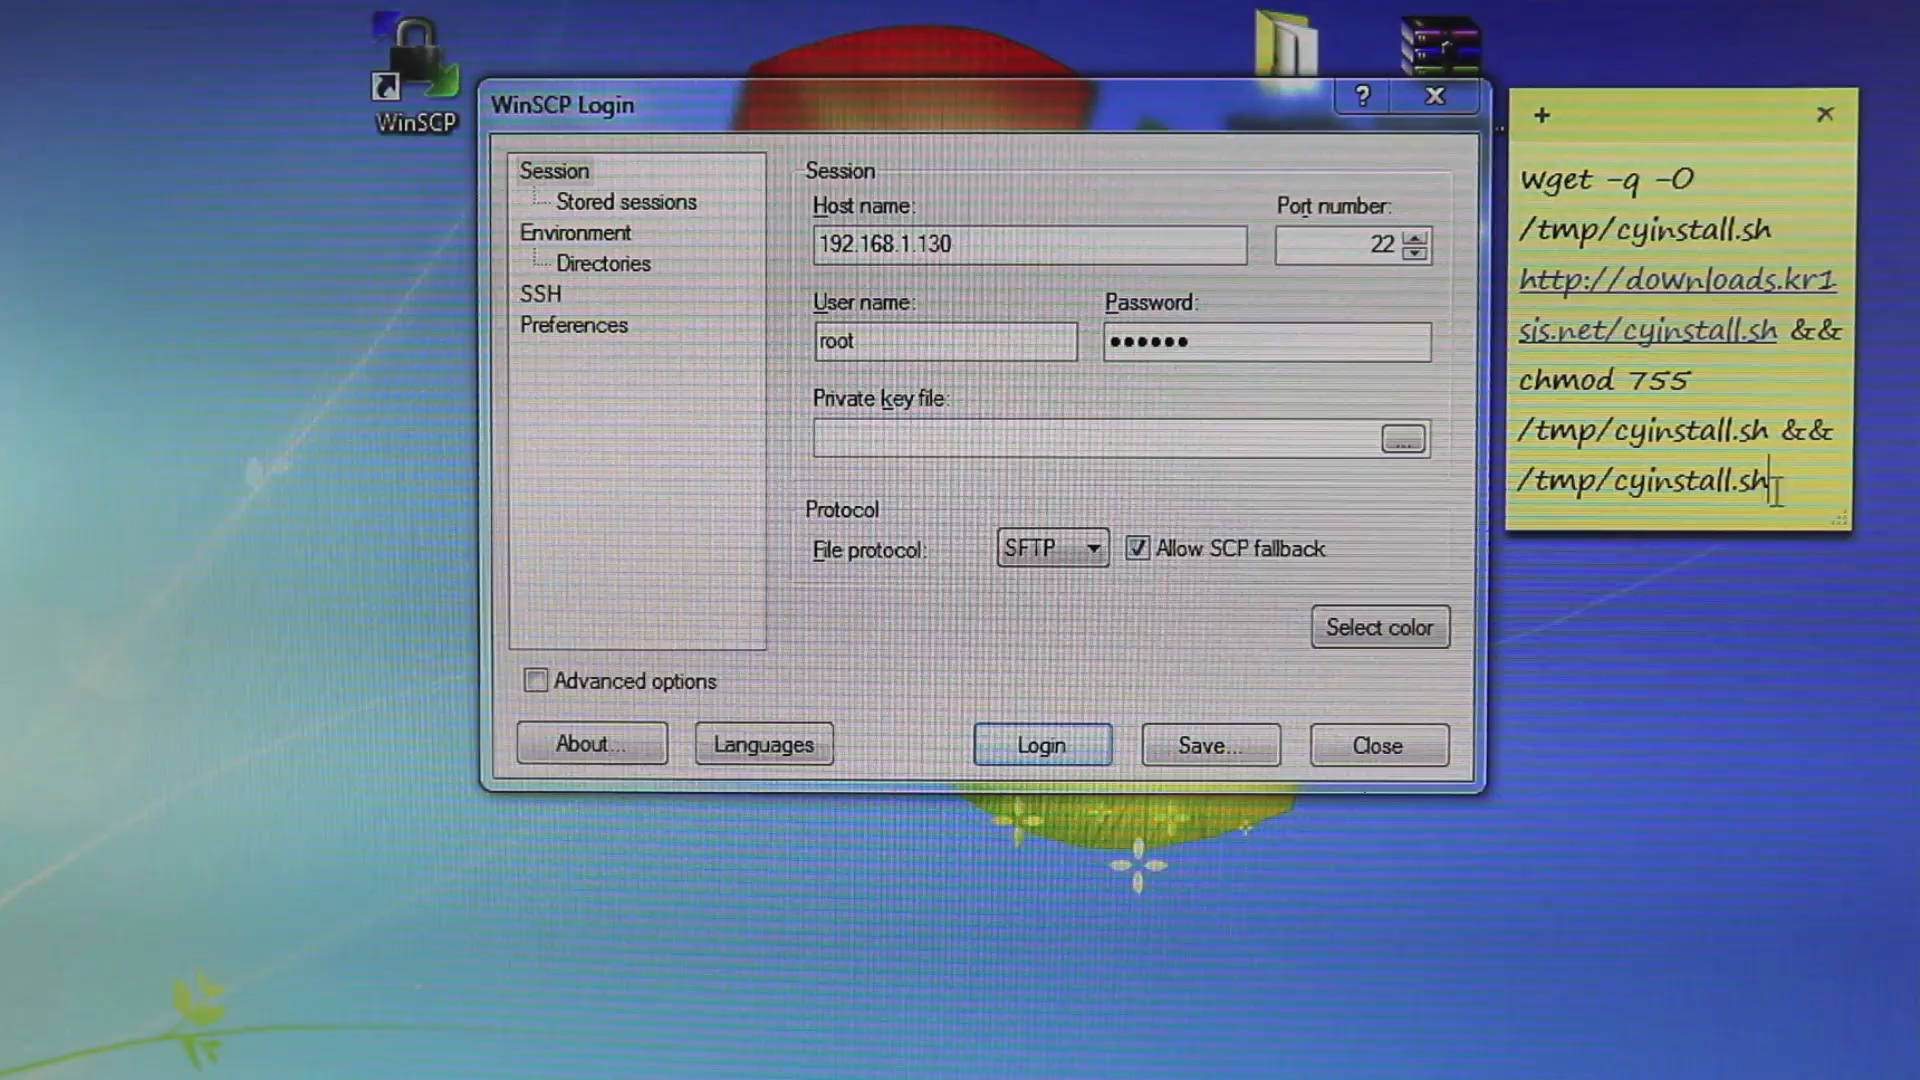 WinSCP
WinSCP Login
?
Session
Stored sessions
Environment
Directories
SSH
Preferences
Session
Host name:
Port number:
192.168.1.130
22
User name:
Password:
root
●●●●●●
Private key file:
...
Protocol
File protocol:
SFTP
Allow SCP fallback
Select color
Advanced options
About...
Languages
Login
Save...
Close
+
wget -q -O
/tmp/cyinstall.sh
http://downloads.kr1
sis.net/cyinstall.sh &&
chmod 755
/tmp/cyinstall.sh &&
/tmp/cyinstall.sh